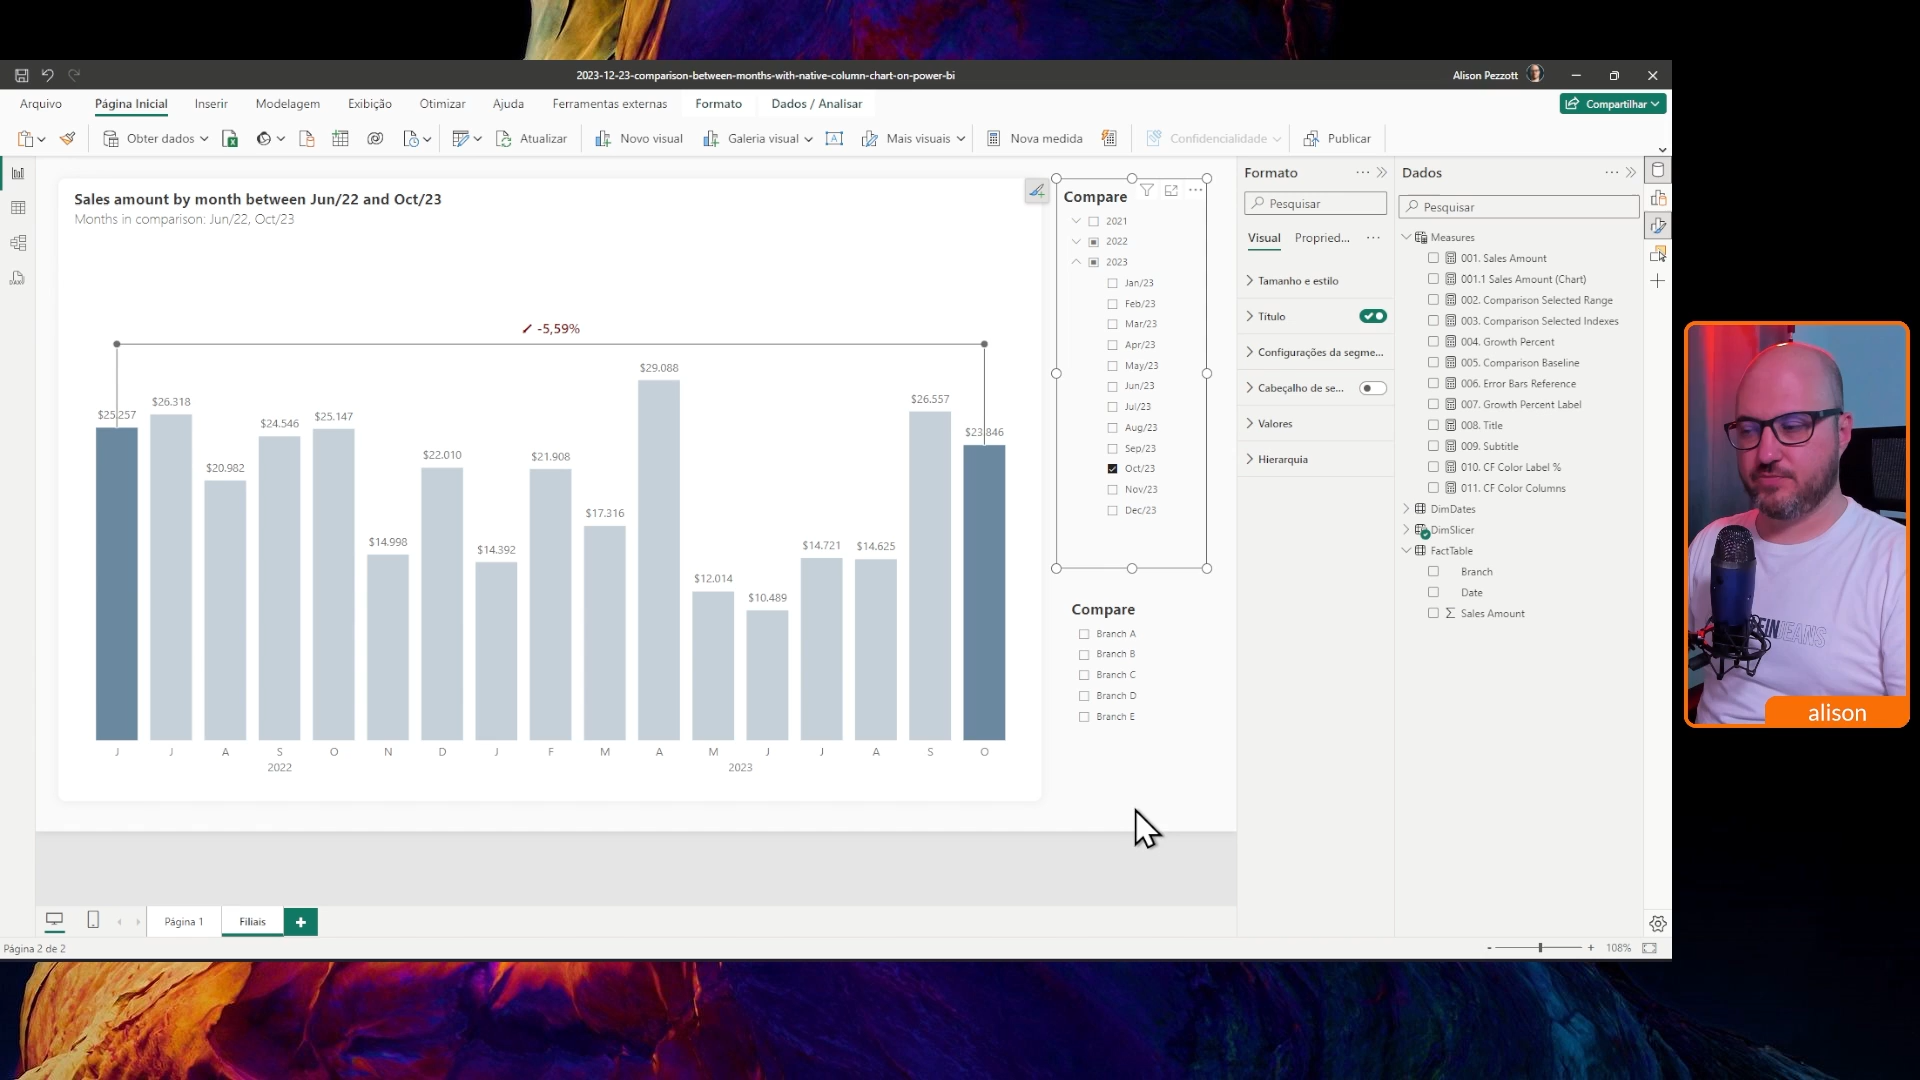 2023-12-23-comparison-between-months-with-native-column-chart-on-power-bi
Alison Pezzott
Arquivo Página Inicial Inserir Modelagem Exibição Otimizar Ajuda Ferramentas externas Formato Dados / Analisar Compartilhar
Obter dados Atualizar Novo visual Galeria visual Mais visuais Nova medida Confidencialidade Publicar
Sales amount by month between Jun/22 and Oct/23
Months in comparison: Jun/22, Oct/23
-5,59%
$25.257
$26.318
$20.982
$24.546
$25.147
$14.998
$22.010
$14.392
$21.908
$17.316
$29.088
$12.014
$10.489
$14.721
$14.625
$26.557
$23.846
J J A S O N D J F M A M J J A S O
2022 2023
Compare
2021
2022
2023
Jan/23
Feb/23
Mar/23
Apr/23
May/23
Jun/23
Jul/23
Aug/23
Sep/23
Oct/23
Nov/23
Dec/23
Compare
Branch A
Branch B
Branch C
Branch D
Branch E
Formato
Pesquisar
Visual Propried...
Tamanho e estilo
Título
Configurações da segme...
Cabeçalho de se...
Valores
Hierarquia
Dados
Pesquisar
Measures
001. Sales Amount
001.1 Sales Amount (Chart)
002. Comparison Selected Range
003. Comparison Selected Indexes
004. Growth Percent
005. Comparison Baseline
006. Error Bars Reference
007. Growth Percent Label
008. Title
009. Subtitle
010. CF Color Label %
011. CF Color Columns
DimDates
DimSlicer
FactTable
Branch
Date
Sales Amount
alison
Página 1 Filiais
Página 2 de 2
108%